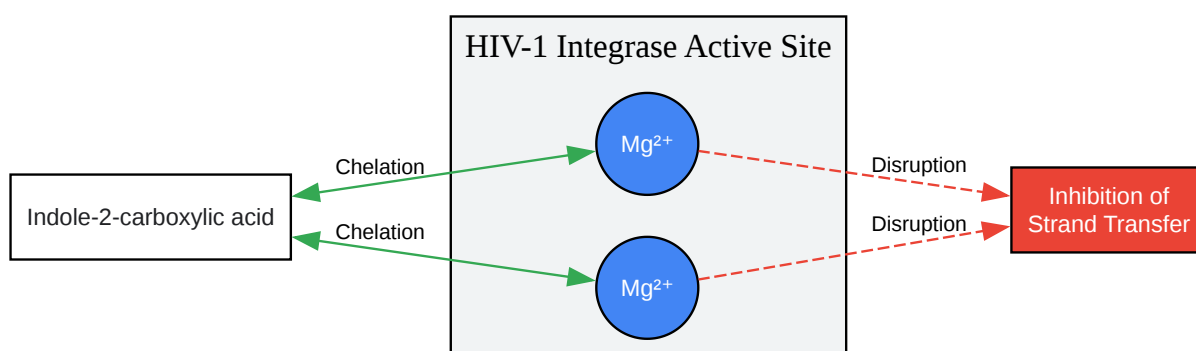 HIV-1 Integrase Active Site
Indole-2-carboxylic acid
Chelation
Chelation
Mg²⁺
Mg²⁺
Disruption
Disruption
Inhibition of
Strand Transfer